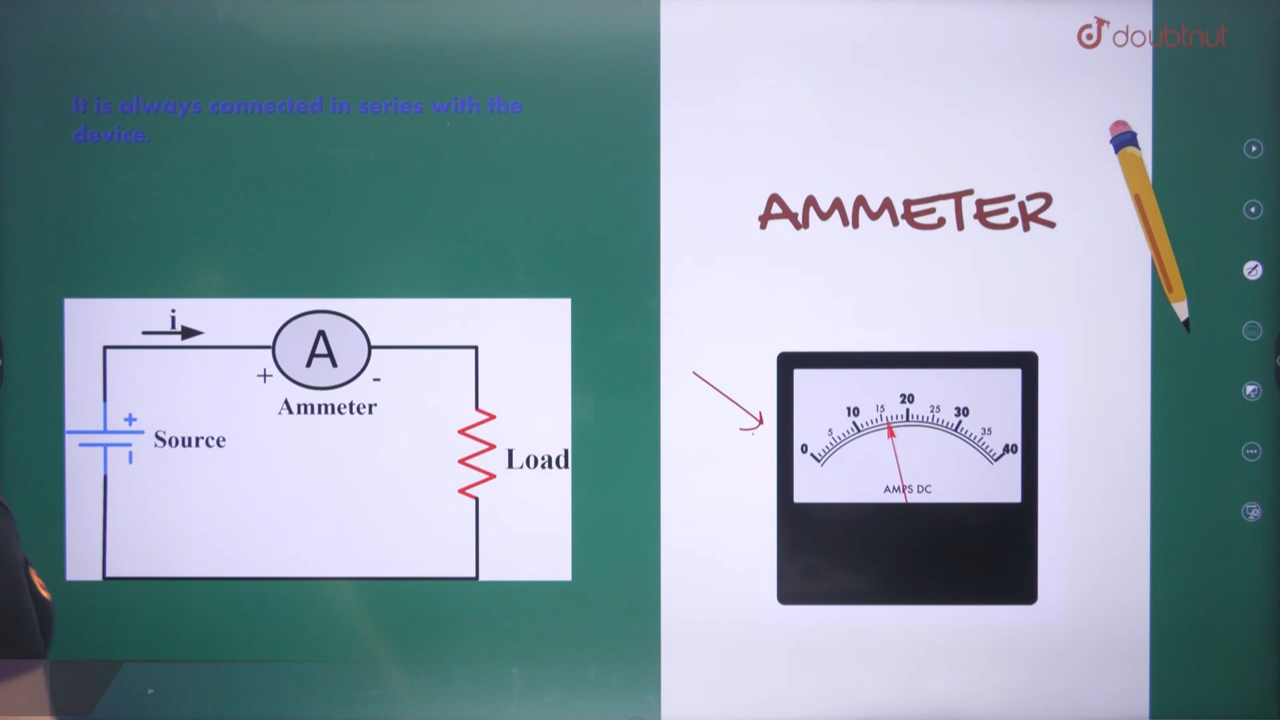 doubtnut
It is always connected in series with the
device.
AMMETER
i
A
+ -
Ammeter
+
Source
Load
0 5 10 15 20 25 30 35 40
AMPS DC